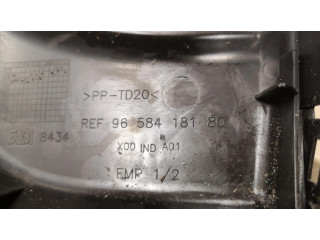 >PP-TD20<
REF 96 584 181 80
8434
X00 IND A01
EMP 1/2